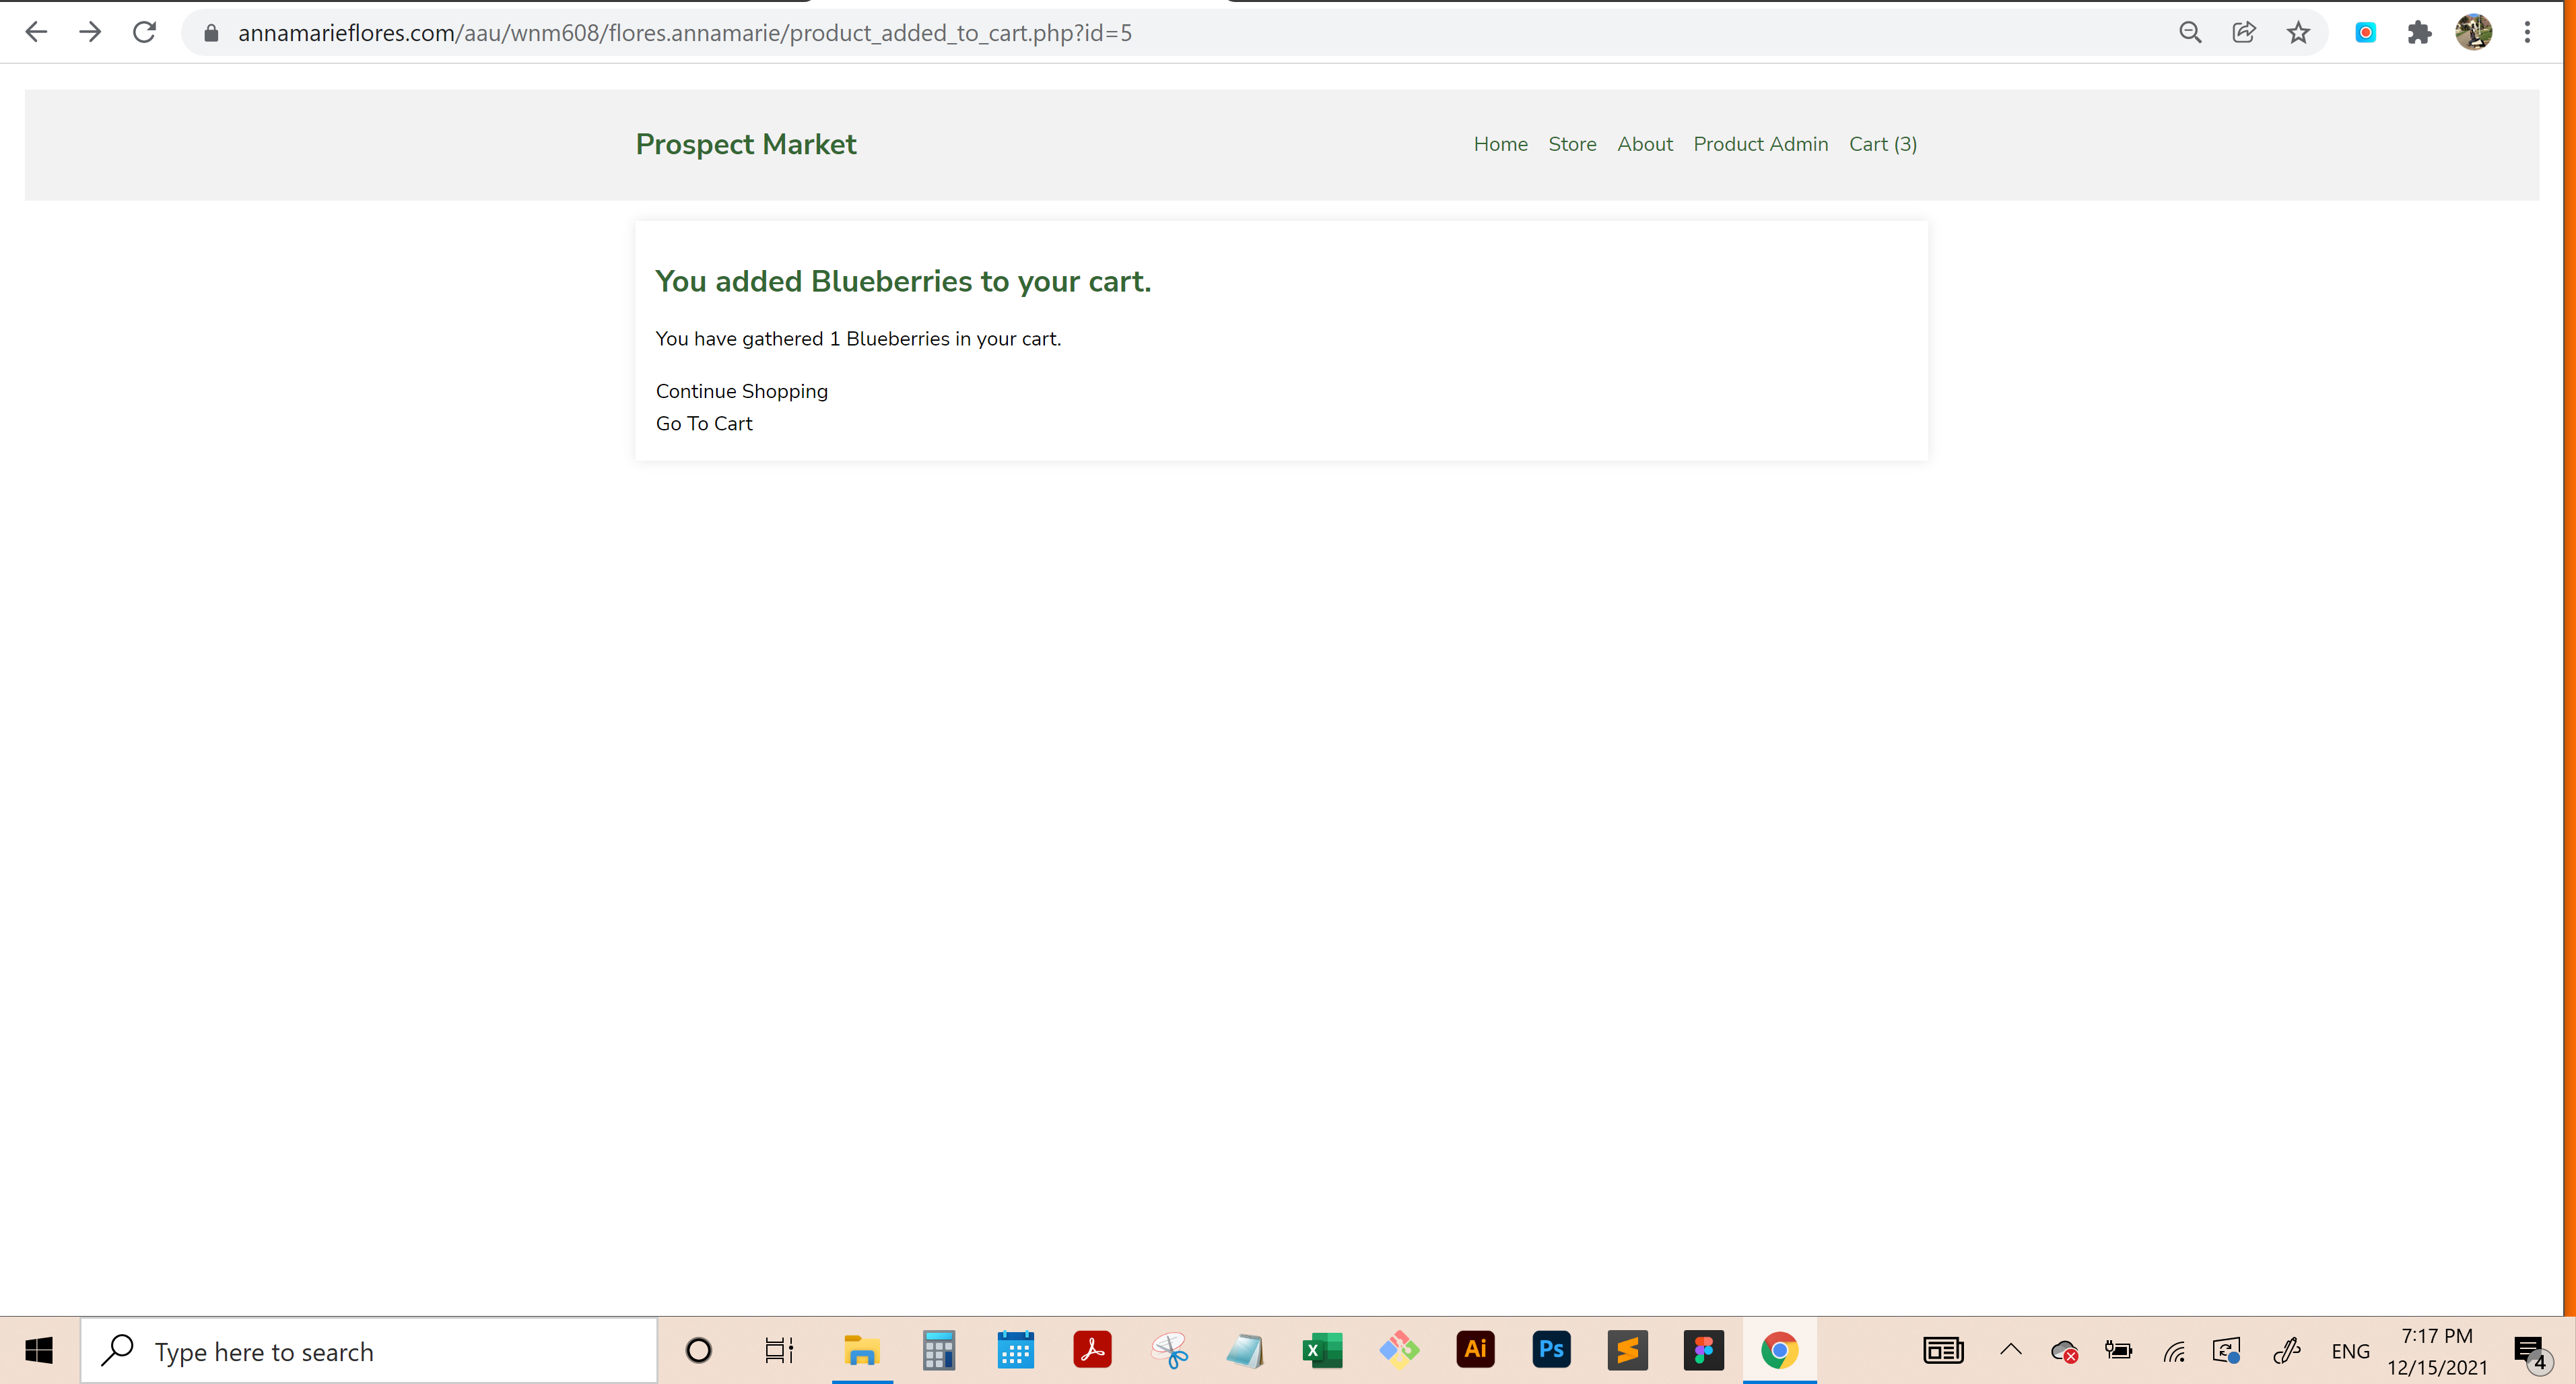 annamarieflores.com/aau/wnm608/flores.annamarie/product_added_to_cart.php?id=5
Prospect Market
Home Store About Product Admin Cart (3)
You added Blueberries to your cart.
You have gathered 1 Blueberries in your cart.
Continue Shopping
Go To Cart
Type here to search
X
Ai
Ps
ENG
7:17 PM
12/15/2021
4